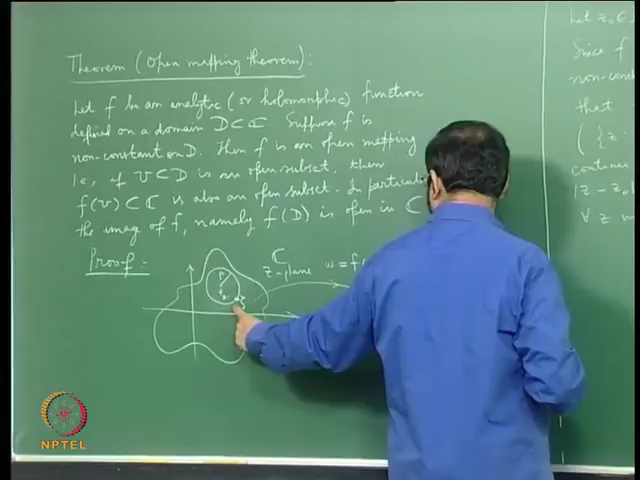 Theorem (Open mapping theorem):
Let f be an analytic (or holomorphic) function
defined on a domain D⊂ℂ. Suppose f is
non-constant on D. Then f is an open mapping
i.e., if V⊂D is an open subset, then
f(V)⊂ℂ is also an open subset. In particular
the image of f, namely f(D) is open in ℂ
Proof:
ℂ
z-plane w = f
Let z₀ ∈
Since f
non-const
that
continue
|z - z₀
∀ z
NPTEL